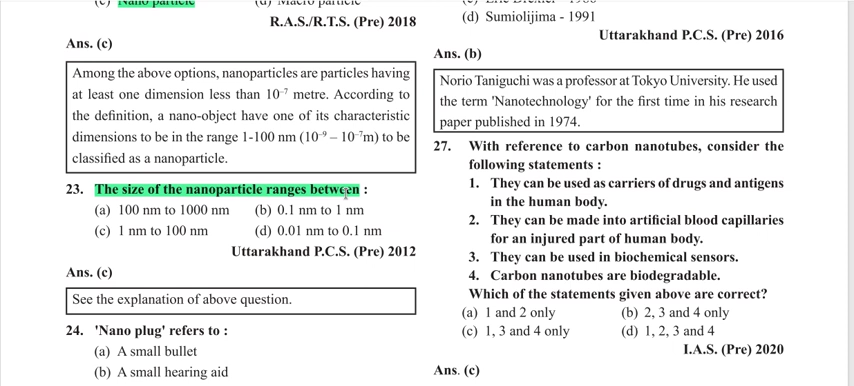 (c) Nano particle (d) Macro particle
R.A.S./R.T.S. (Pre) 2018
Ans. (c)
Among the above options, nanoparticles are particles having
at least one dimension less than 10⁻⁷ metre. According to
the definition, a nano-object have one of its characteristic
dimensions to be in the range 1-100 nm (10⁻⁹ – 10⁻⁷m) to be
classified as a nanoparticle.
23. The size of the nanoparticle ranges between :
(a) 100 nm to 1000 nm (b) 0.1 nm to 1 nm
(c) 1 nm to 100 nm (d) 0.01 nm to 0.1 nm
Uttarakhand P.C.S. (Pre) 2012
Ans. (c)
See the explanation of above question.
24. 'Nano plug' refers to :
(a) A small bullet
(b) A small hearing aid
(d) Sumiolijima - 1991
Uttarakhand P.C.S. (Pre) 2016
Ans. (b)
Norio Taniguchi was a professor at Tokyo University. He used
the term 'Nanotechnology' for the first time in his research
paper published in 1974.
27. With reference to carbon nanotubes, consider the
following statements :
1. They can be used as carriers of drugs and antigens
in the human body.
2. They can be made into artificial blood capillaries
for an injured part of human body.
3. They can be used in biochemical sensors.
4. Carbon nanotubes are biodegradable.
Which of the statements given above are correct?
(a) 1 and 2 only (b) 2, 3 and 4 only
(c) 1, 3 and 4 only (d) 1, 2, 3 and 4
I.A.S. (Pre) 2020
Ans. (c)